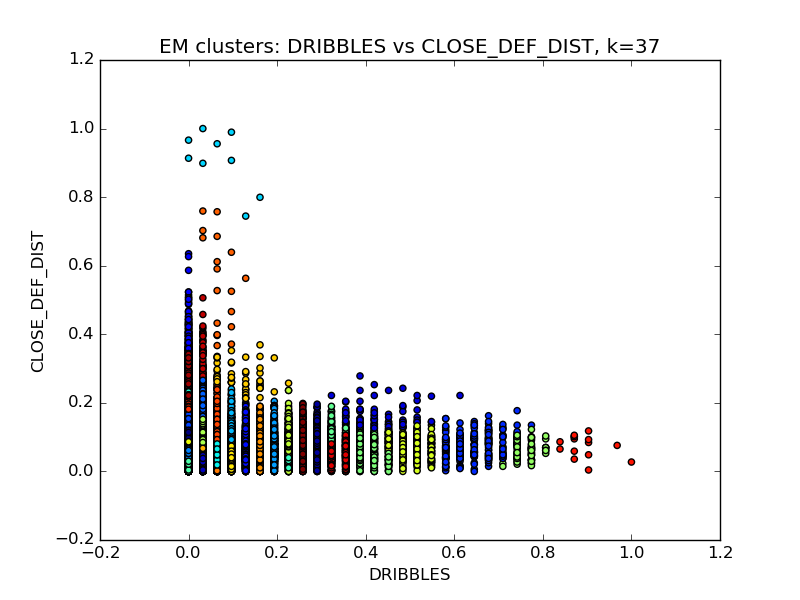 EM clusters: DRIBBLES vs CLOSE_DEF_DIST, k=37
1.2
1.0
0.8
0.6
0.4
0.2
0.0
−0.2
CLOSE_DEF_DIST
−0.2 0.0 0.2 0.4 0.6 0.8 1.0 1.2
DRIBBLES